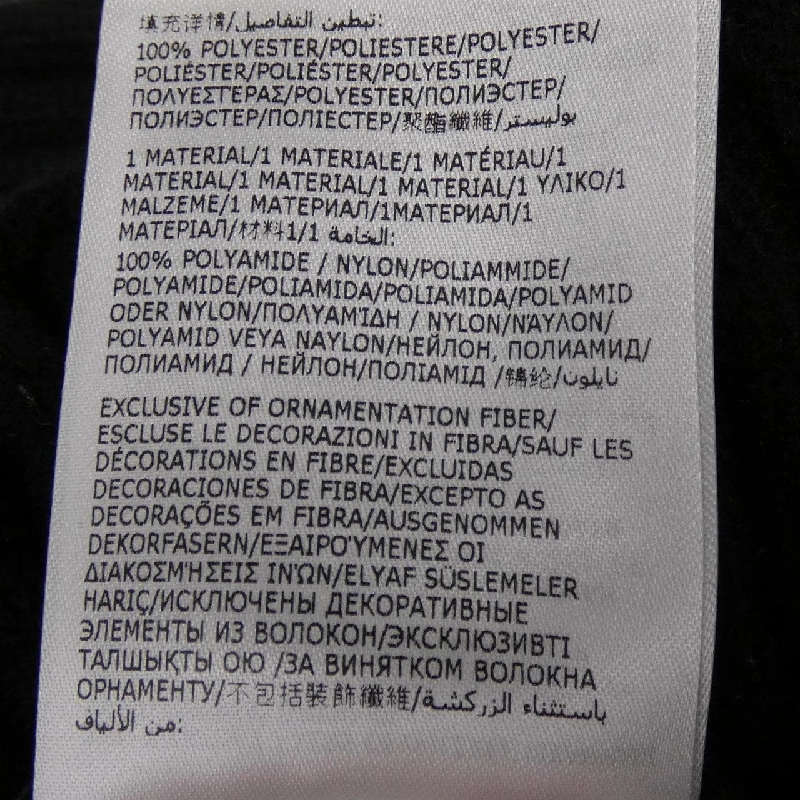 填充详情/تبطين التفاصيل:
100% POLYESTER/POLIESTERE/POLYESTER/
POLIÉSTER/POLIÉSTER/POLYESTER/
ΠΟΛΥΕΣΤΕΡΑΣ/POLYESTER/ПОЛИЭСТЕР/
ПОЛИЭСТЕР/ПОЛІЕСТЕР/聚酯纖維/بوليستر
1 MATERIAL/1 MATERIALE/1 MATÉRIAU/1
MATERIAL/1 MATERIAL/1 MATERIAL/1 ΥΛΙΚΟ/1
MALZEME/1 МАТЕРИАЛ/1МАТЕРИАЛ/1
МАТЕРІАЛ/材料1/1 الخامة:
100% POLYAMIDE / NYLON/POLIAMMIDE/
POLYAMIDE/POLIAMIDA/POLIAMIDA/POLYAMID
ODER NYLON/ΠΟΛΥΑΜΊΔΗ / NYLON/ΝΆΥΛΟΝ/
POLYAMID VEYA NAYLON/НЕЙЛОН, ПОЛИАМИД/
ПОЛИАМИД / НЕЙЛОН/ПОЛІАМІД /锦纶/نايلون
EXCLUSIVE OF ORNAMENTATION FIBER/
ESCLUSE LE DECORAZIONI IN FIBRA/SAUF LES
DÉCORATIONS EN FIBRE/EXCLUIDAS
DECORACIONES DE FIBRA/EXCEPTO AS
DECORAÇÕES EM FIBRA/AUSGENOMMEN
DEKORFASERN/ΕΞΑΙΡΟΎΜΕΝΕΣ ΟΙ
ΔΙΑΚΟΣΜΉΣΕΙΣ ΙΝΏΝ/ELYAF SÜSLEMELER
HARIÇ/ИСКЛЮЧЕНЫ ДЕКОРАТИВНЫЕ
ЭЛЕМЕНТЫ ИЗ ВОЛОКОН/ЭКСКЛЮЗИВТІ
ТАЛШЫҚТЫ ОЮ /ЗА ВИНЯТКОМ ВОЛОКНА
ОРНАМЕНТУ/不包括裝飾纖維/باستثناء الزركشة
من الألياف: